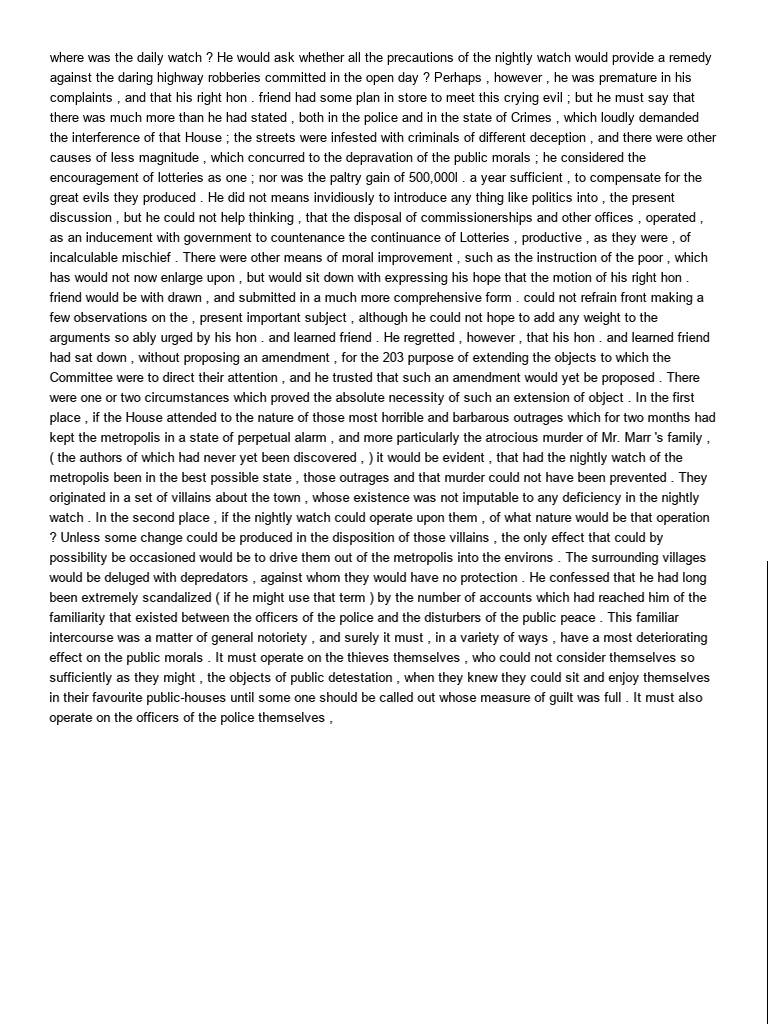 where was the daily watch ? He would ask whether all the precautions of the nightly watch would provide a remedy
against the daring highway robberies committed in the open day ? Perhaps , however , he was premature in his
complaints , and that his right hon . friend had some plan in store to meet this crying evil ; but he must say that
there was much more than he had stated , both in the police and in the state of Crimes , which loudly demanded
the interference of that House ; the streets were infested with criminals of different deception , and there were other
causes of less magnitude , which concurred to the depravation of the public morals ; he considered the
encouragement of lotteries as one ; nor was the paltry gain of 500,000l . a year sufficient , to compensate for the
great evils they produced . He did not means invidiously to introduce any thing like politics into , the present
discussion , but he could not help thinking , that the disposal of commissionerships and other offices , operated ,
as an inducement with government to countenance the continuance of Lotteries , productive , as they were , of
incalculable mischief . There were other means of moral improvement , such as the instruction of the poor , which
has would not now enlarge upon , but would sit down with expressing his hope that the motion of his right hon .
friend would be with drawn , and submitted in a much more comprehensive form . could not refrain front making a
few observations on the , present important subject , although he could not hope to add any weight to the
arguments so ably urged by his hon . and learned friend . He regretted , however , that his hon . and learned friend
had sat down , without proposing an amendment , for the 203 purpose of extending the objects to which the
Committee were to direct their attention , and he trusted that such an amendment would yet be proposed . There
were one or two circumstances which proved the absolute necessity of such an extension of object . In the first
place , if the House attended to the nature of those most horrible and barbarous outrages which for two months had
kept the metropolis in a state of perpetual alarm , and more particularly the atrocious murder of Mr. Marr 's family ,
( the authors of which had never yet been discovered , ) it would be evident , that had the nightly watch of the
metropolis been in the best possible state , those outrages and that murder could not have been prevented . They
originated in a set of villains about the town , whose existence was not imputable to any deficiency in the nightly
watch . In the second place , if the nightly watch could operate upon them , of what nature would be that operation
? Unless some change could be produced in the disposition of those villains , the only effect that could by
possibility be occasioned would be to drive them out of the metropolis into the environs . The surrounding villages
would be deluged with depredators , against whom they would have no protection . He confessed that he had long
been extremely scandalized ( if he might use that term ) by the number of accounts which had reached him of the
familiarity that existed between the officers of the police and the disturbers of the public peace . This familiar
intercourse was a matter of general notoriety , and surely it must , in a variety of ways , have a most deteriorating
effect on the public morals . It must operate on the thieves themselves , who could not consider themselves so
sufficiently as they might , the objects of public detestation , when they knew they could sit and enjoy themselves
in their favourite public-houses until some one should be called out whose measure of guilt was full . It must also
operate on the officers of the police themselves ,